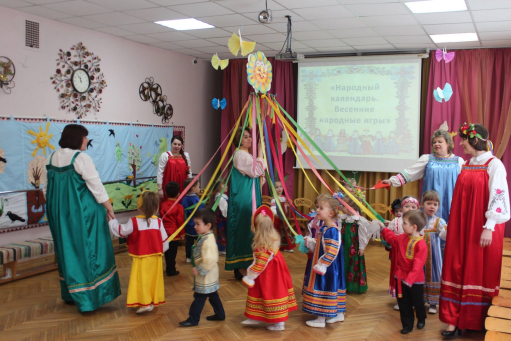 «Народный
календарь.
Весенние
народные игры»